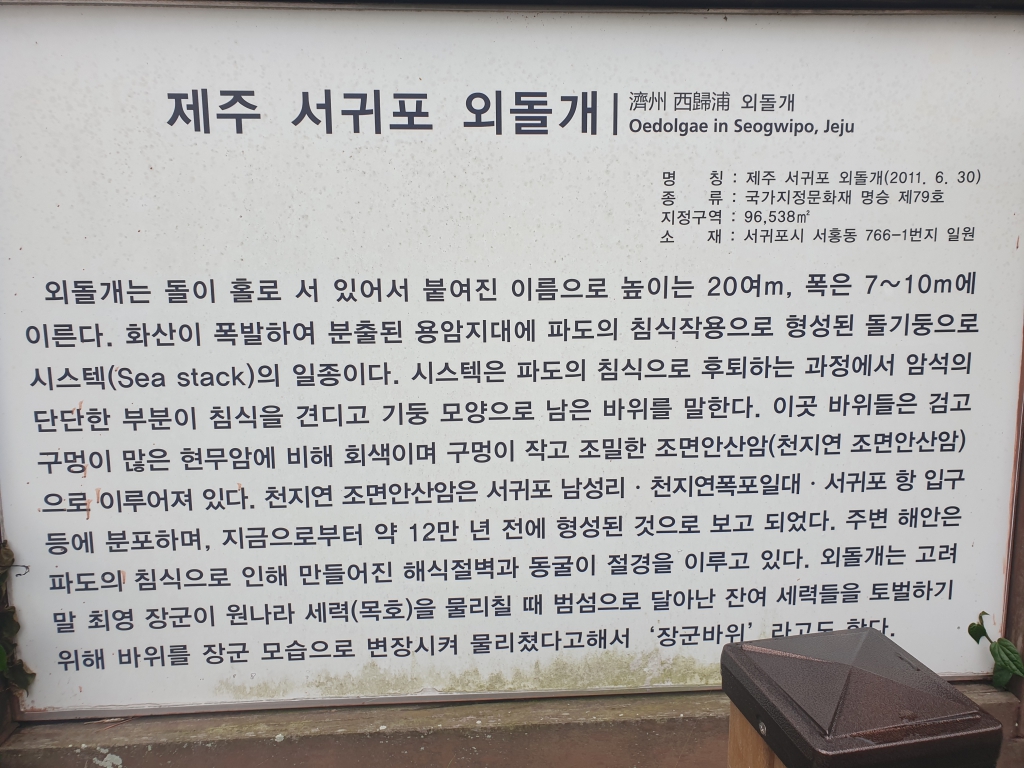 제주 서귀포 외돌개
濟州 西歸浦 외돌개
Oedolgae in Seogwipo, Jeju
명 칭 : 제주 서귀포 외돌개(2011. 6. 30)
종 류 : 국가지정문화재 명승 제79호
지정구역 : 96,538㎡
소 재 : 서귀포시 서홍동 766-1번지 일원
외돌개는 돌이 홀로 서 있어서 붙여진 이름으로 높이는 20여m, 폭은 7~10m에
이른다. 화산이 폭발하여 분출된 용암지대에 파도의 침식작용으로 형성된 돌기둥으로
시스텍(Sea stack)의 일종이다. 시스텍은 파도의 침식으로 후퇴하는 과정에서 암석의
단단한 부분이 침식을 견디고 기둥 모양으로 남은 바위를 말한다. 이곳 바위들은 검고
구멍이 많은 현무암에 비해 회색이며 구멍이 작고 조밀한 조면안산암(천지연 조면안산암)
으로 이루어져 있다. 천지연 조면안산암은 서귀포 남성리 · 천지연폭포일대 · 서귀포 항 입구
등에 분포하며, 지금으로부터 약 12만 년 전에 형성된 것으로 보고 되었다. 주변 해안은
파도의 침식으로 인해 만들어진 해식절벽과 동굴이 절경을 이루고 있다. 외돌개는 고려
말 최영 장군이 원나라 세력(목호)을 물리칠 때 범섬으로 달아난 잔여 세력들을 토벌하기
위해 바위를 장군 모습으로 변장시켜 물리쳤다고해서 ‘장군바위’ 라고도 한다.